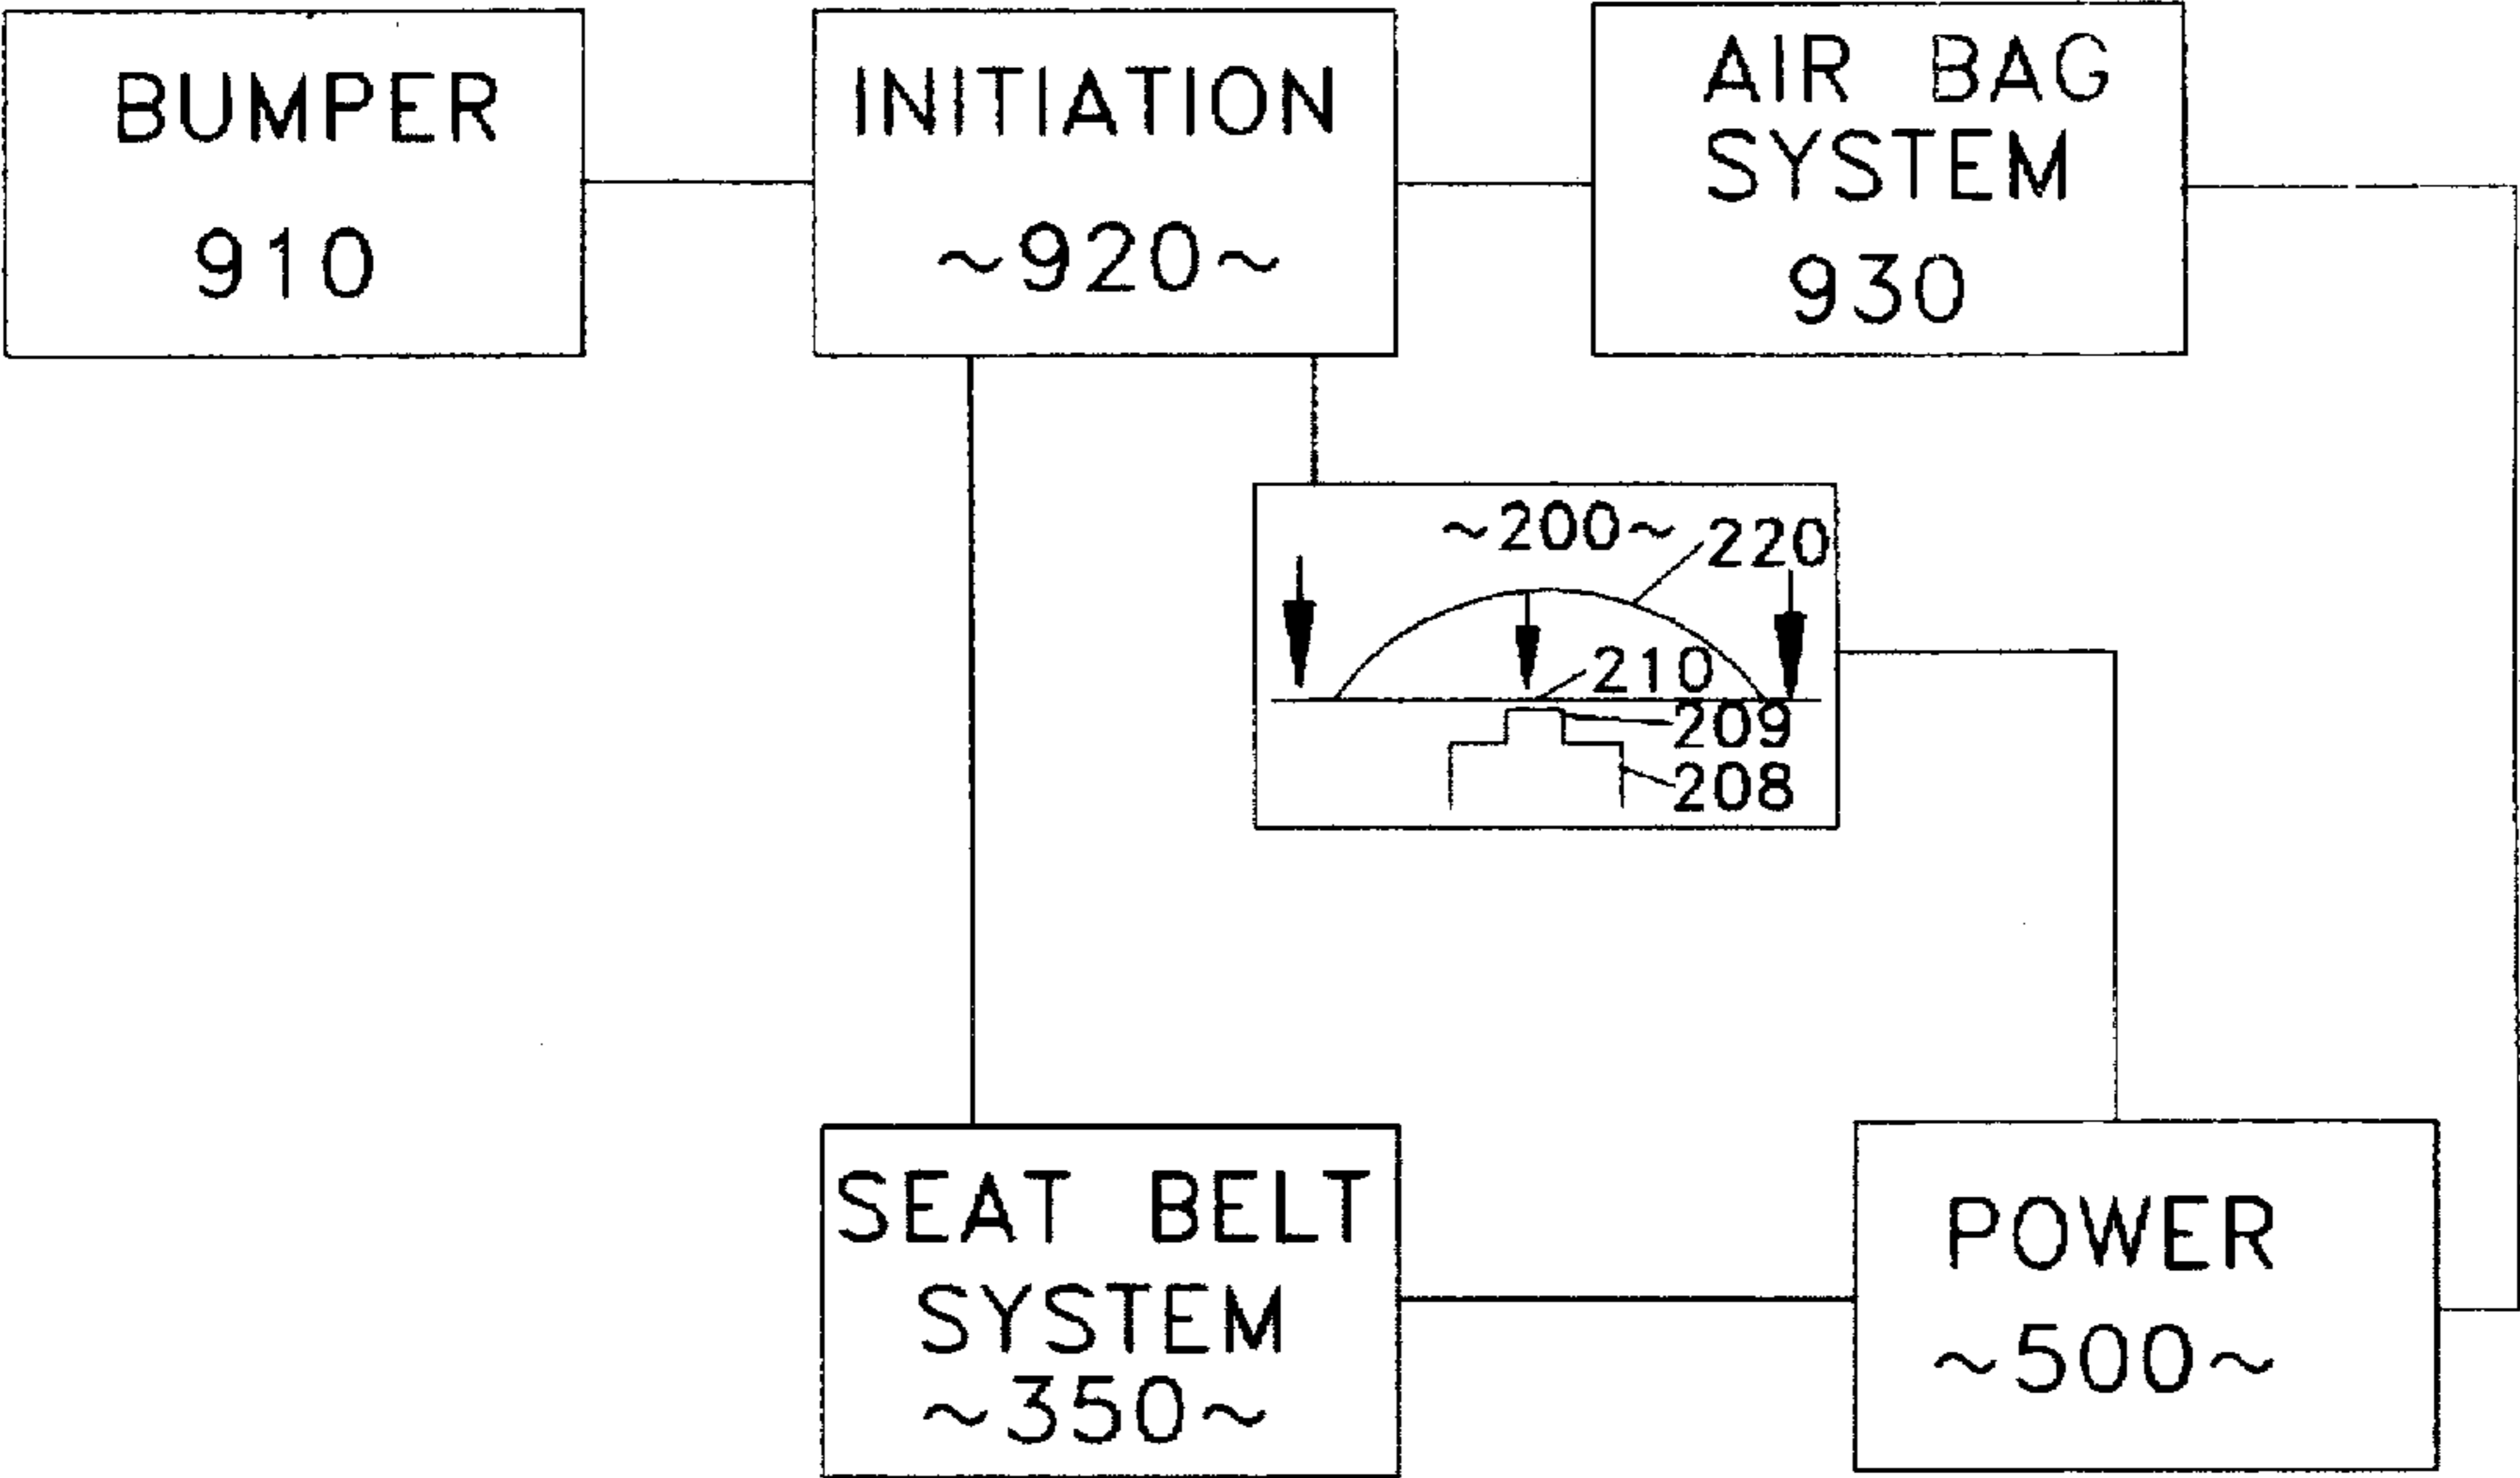 BUMPER
910
INITIATION
~920~
AIR BAG
SYSTEM
930
~200~
220
210
209
208
SEAT BELT
SYSTEM
~350~
POWER
~500~